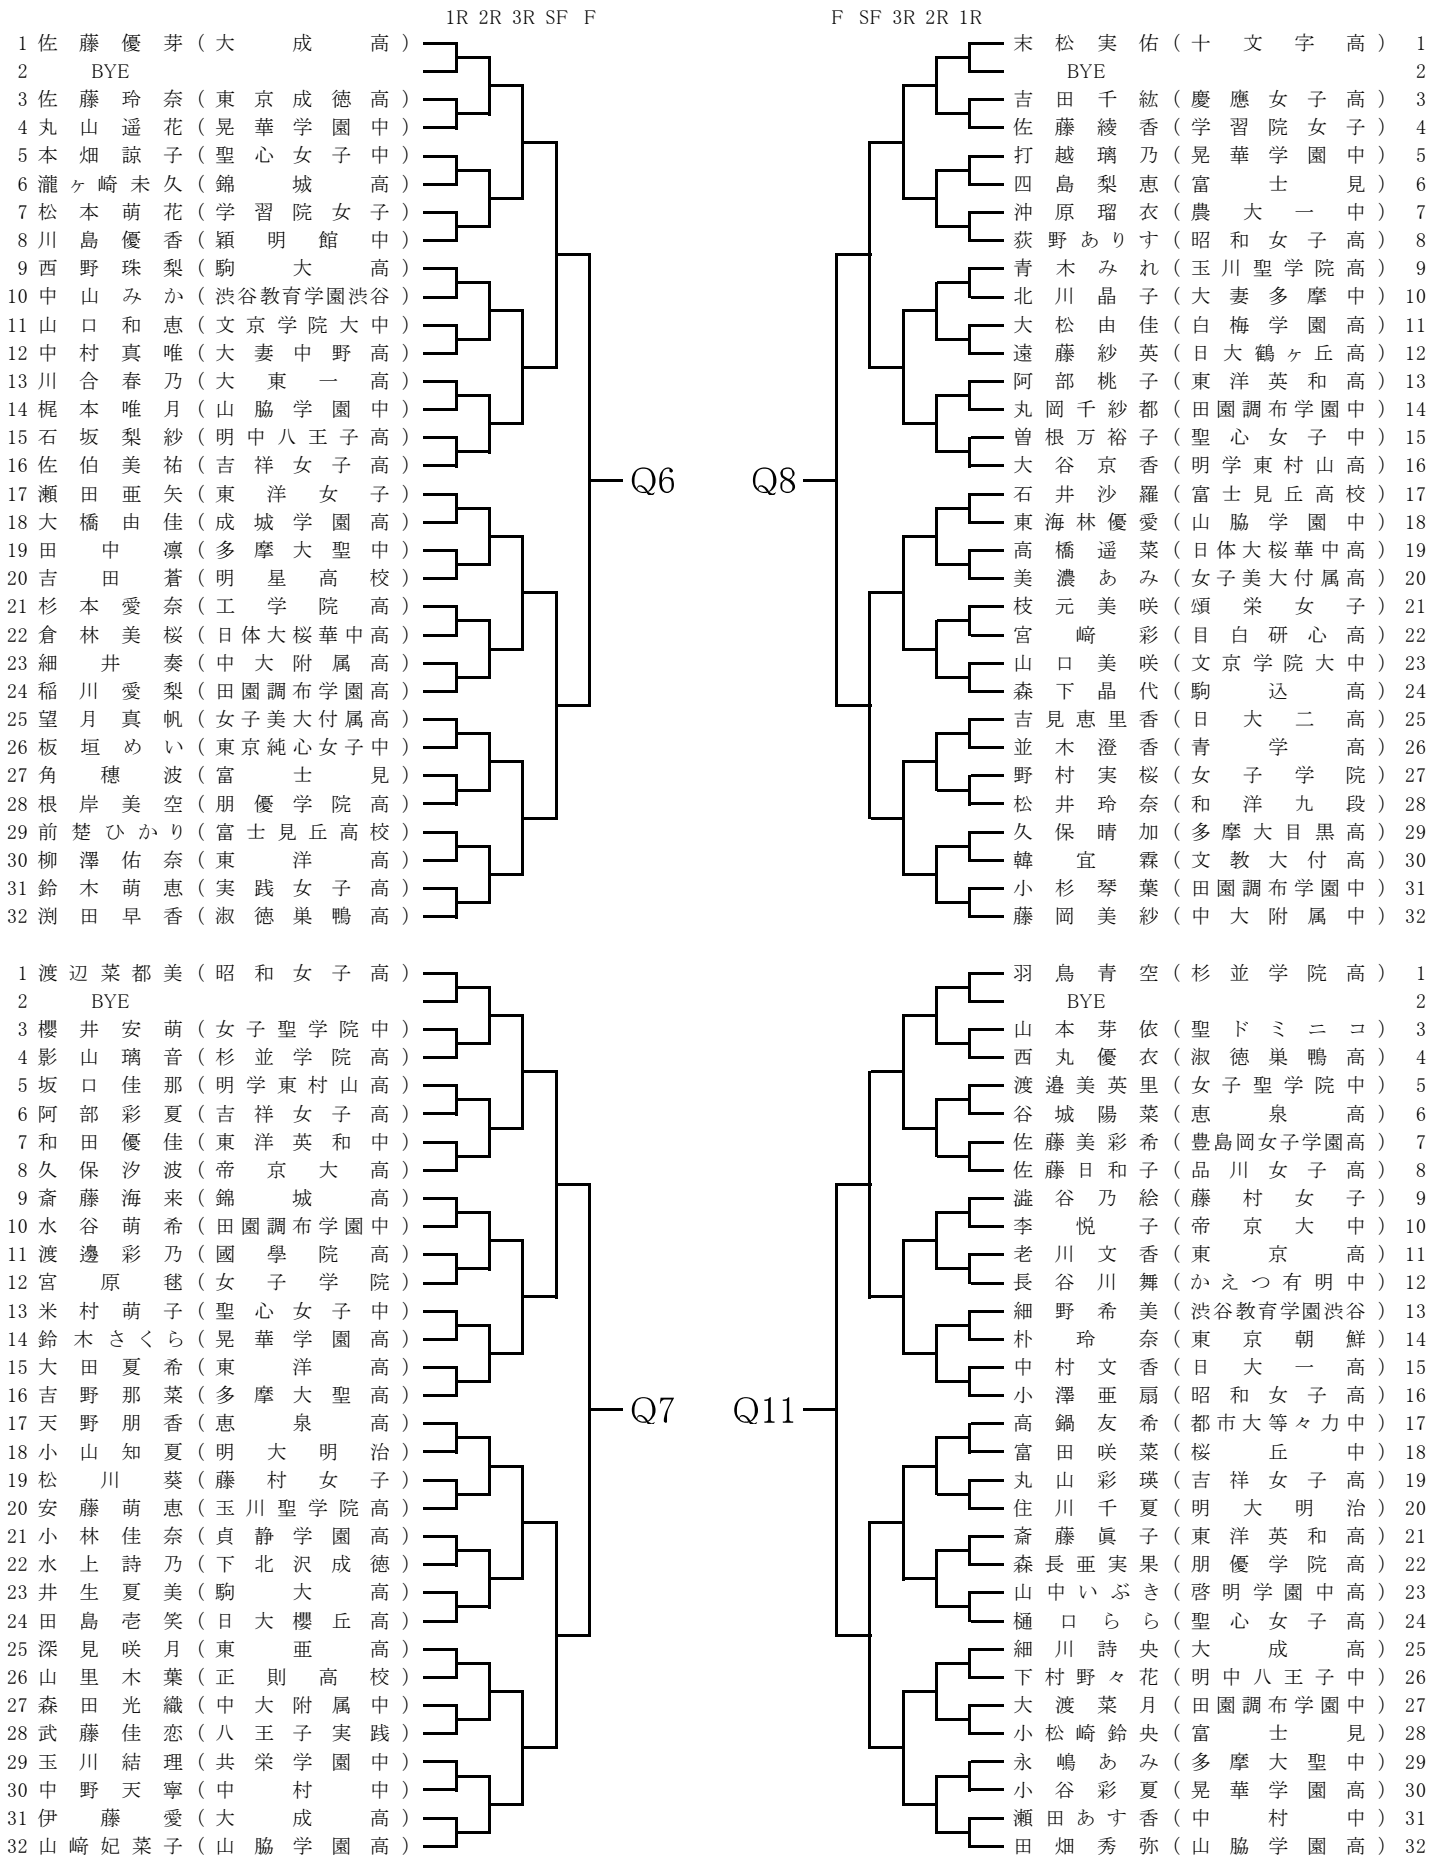 1R 2R 3R SF F
1 佐藤優芽(大成高)
2 BYE
3 佐藤玲奈(東京成徳高)
4 丸山遥花(晃華学園中)
5 本畑諒子(聖心女子中)
6 瀧ヶ崎未久(錦城高)
7 松本萌花(学習院女子)
8 川島優香(穎明館中)
9 西野珠梨(駒大高)
10 中山みか(渋谷教育学園渋谷)
11 山口和恵(文京学院大中)
12 中村真唯(大妻中野高)
13 川合春乃(大東一高)
14 梶本唯月(山脇学園中)
15 石坂梨紗(明中八王子高)
16 佐伯美祐(吉祥女子高)
17 瀬田亜矢(東洋女子)
18 大橋由佳(成城学園高)
19 田中凛(多摩大聖中)
20 吉田蒼(明星高校)
21 杉本愛奈(工学院高)
22 倉林美桜(日体大桜華中高)
23 細井奏(中大附属高)
24 稲川愛梨(田園調布学園高)
25 望月真帆(女子美大付属高)
26 板垣めい(東京純心女子中)
27 角穂波(富士見)
28 根岸美空(朋優学院高)
29 前楚ひかり(富士見丘高校)
30 柳澤佑奈(東洋高)
31 鈴木萌恵(実践女子高)
32 渕田早香(淑徳巣鴨高)
Q6
F SF 3R 2R 1R
末松実佑(十文字高) 1
BYE 2
吉田千紘(慶應女子高) 3
佐藤綾香(学習院女子) 4
打越璃乃(晃華学園中) 5
四島梨恵(富士見) 6
沖原瑠衣(農大一中) 7
荻野ありす(昭和女子高) 8
青木みれ(玉川聖学院高) 9
北川晶子(大妻多摩中) 10
大松由佳(白梅学園高) 11
遠藤紗英(日大鶴ヶ丘高) 12
阿部桃子(東洋英和高) 13
丸岡千紗都(田園調布学園中) 14
曽根万裕子(聖心女子中) 15
大谷京香(明学東村山高) 16
石井沙羅(富士見丘高校) 17
東海林優愛(山脇学園中) 18
高橋遥菜(日体大桜華中高) 19
美濃あみ(女子美大付属高) 20
枝元美咲(頌栄女子) 21
宮﨑彩(目白研心高) 22
山口美咲(文京学院大中) 23
森下晶代(駒込高) 24
吉見恵里香(日大二高) 25
並木澄香(青学高) 26
野村実桜(女子学院) 27
松井玲奈(和洋九段) 28
久保晴加(多摩大目黒高) 29
韓宜霖(文教大付高) 30
小杉琴葉(田園調布学園中) 31
藤岡美紗(中大附属中) 32
Q8
1 渡辺菜都美(昭和女子高)
2 BYE
3 櫻井安萌(女子聖学院中)
4 影山璃音(杉並学院高)
5 坂口佳那(明学東村山高)
6 阿部彩夏(吉祥女子高)
7 和田優佳(東洋英和中)
8 久保汐波(帝京大高)
9 斎藤海来(錦城高)
10 水谷萌希(田園調布学園中)
11 渡邊彩乃(國學院高)
12 宮原毬(女子学院)
13 米村萌子(聖心女子中)
14 鈴木さくら(晃華学園高)
15 大田夏希(東洋高)
16 吉野那菜(多摩大聖高)
17 天野朋香(恵泉高)
18 小山知夏(明大明治)
19 松川葵(藤村女子)
20 安藤萌恵(玉川聖学院高)
21 小林佳奈(貞静学園高)
22 水上詩乃(下北沢成徳)
23 井生夏美(駒大高)
24 田島壱笑(日大櫻丘高)
25 深見咲月(東亜高)
26 山里木葉(正則高校)
27 森田光織(中大附属中)
28 武藤佳恋(八王子実践)
29 玉川結理(共栄学園中)
30 中野天寧(中村中)
31 伊藤愛(大成高)
32 山﨑妃菜子(山脇学園高)
Q7
羽鳥青空(杉並学院高) 1
BYE 2
山本芽依(聖ドミニコ) 3
西丸優衣(淑徳巣鴨高) 4
渡邉美英里(女子聖学院中) 5
谷城陽菜(恵泉高) 6
佐藤美彩希(豊島岡女子学園高) 7
佐藤日和子(品川女子高) 8
澁谷乃絵(藤村女子) 9
李悦子(帝京大中) 10
老川文香(東京高) 11
長谷川舞(かえつ有明中) 12
細野希美(渋谷教育学園渋谷) 13
朴玲奈(東京朝鮮) 14
中村文香(日大一高) 15
小澤亜扇(昭和女子高) 16
高鍋友希(都市大等々力中) 17
富田咲菜(桜丘中) 18
丸山彩瑛(吉祥女子高) 19
住川千夏(明大明治) 20
斎藤眞子(東洋英和高) 21
森長亜実果(朋優学院高) 22
山中いぶき(啓明学園中高) 23
樋口らら(聖心女子高) 24
細川詩央(大成高) 25
下村野々花(明中八王子中) 26
大渡菜月(田園調布学園中) 27
小松崎鈴央(富士見) 28
永嶋あみ(多摩大聖中) 29
小谷彩夏(晃華学園高) 30
瀬田あす香(中村中) 31
田畑秀弥(山脇学園高) 32
Q11